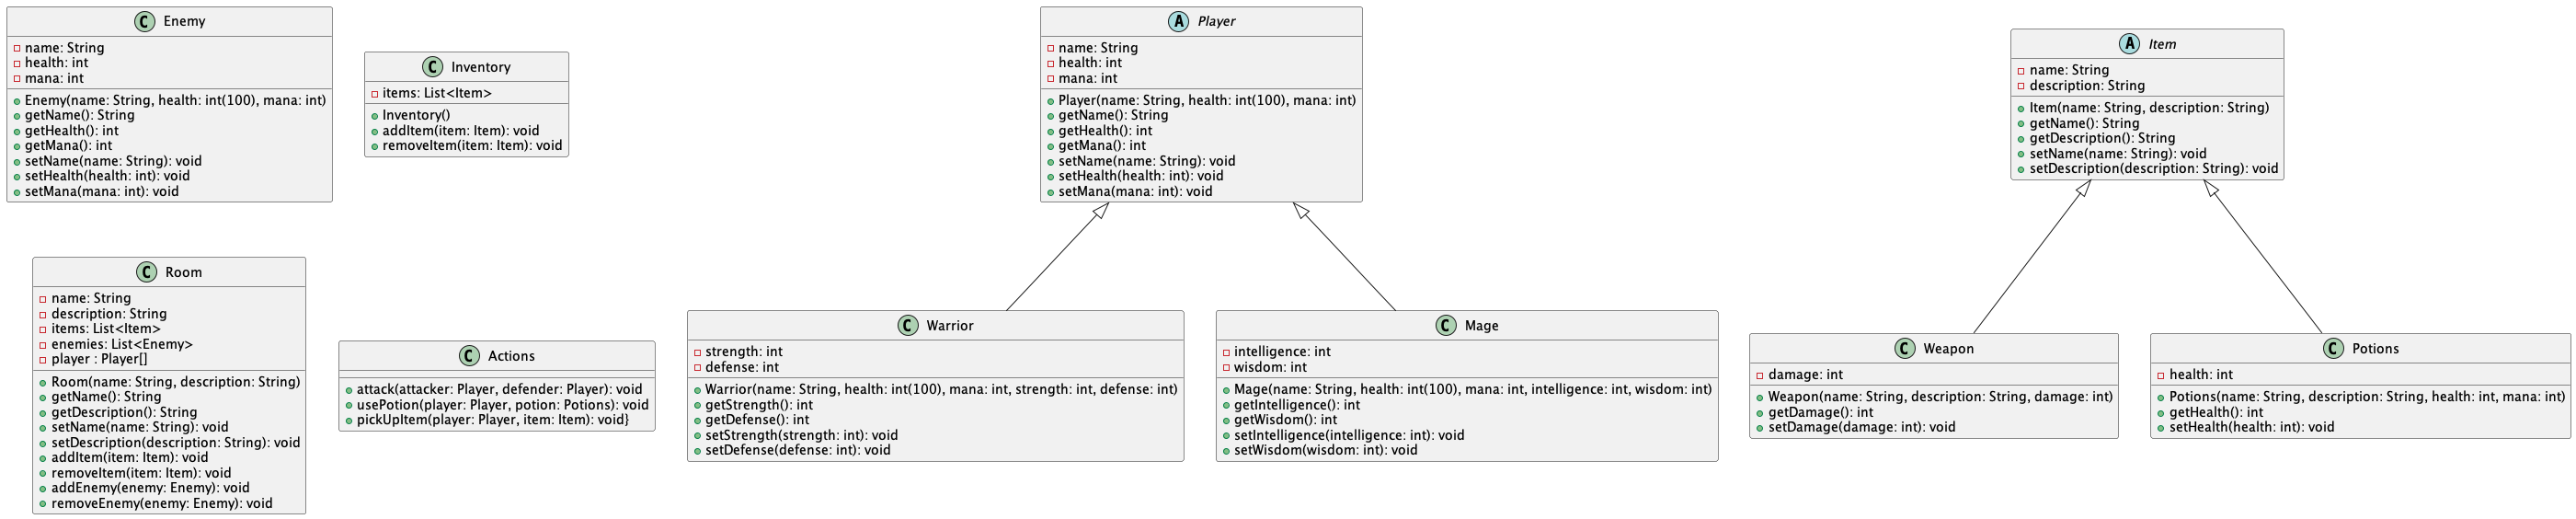 C Enemy
name: String
health: int
mana: int
Enemy(name: String, health: int(100), mana: int)
getName(): String
getHealth(): int
getMana(): int
setName(name: String): void
setHealth(health: int): void
setMana(mana: int): void
C Inventory
items: List<Item>
Inventory()
addItem(item: Item): void
removeItem(item: Item): void
A Player
name: String
health: int
mana: int
Player(name: String, health: int(100), mana: int)
getName(): String
getHealth(): int
getMana(): int
setName(name: String): void
setHealth(health: int): void
setMana(mana: int): void
A Item
name: String
description: String
Item(name: String, description: String)
getName(): String
getDescription(): String
setName(name: String): void
setDescription(description: String): void
C Room
name: String
description: String
items: List<Item>
enemies: List<Enemy>
player : Player[]
Room(name: String, description: String)
getName(): String
getDescription(): String
setName(name: String): void
setDescription(description: String): void
addItem(item: Item): void
removeItem(item: Item): void
addEnemy(enemy: Enemy): void
removeEnemy(enemy: Enemy): void
C Actions
attack(attacker: Player, defender: Player): void
usePotion(player: Player, potion: Potions): void
pickUpItem(player: Player, item: Item): void}
C Warrior
strength: int
defense: int
Warrior(name: String, health: int(100), mana: int, strength: int, defense: int)
getStrength(): int
getDefense(): int
setStrength(strength: int): void
setDefense(defense: int): void
C Mage
intelligence: int
wisdom: int
Mage(name: String, health: int(100), mana: int, intelligence: int, wisdom: int)
getIntelligence(): int
getWisdom(): int
setIntelligence(intelligence: int): void
setWisdom(wisdom: int): void
C Weapon
damage: int
Weapon(name: String, description: String, damage: int)
getDamage(): int
setDamage(damage: int): void
C Potions
health: int
Potions(name: String, description: String, health: int, mana: int)
getHealth(): int
setHealth(health: int): void